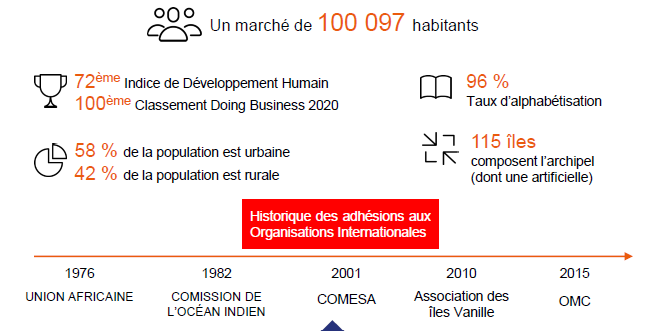 Un marché de 100 097 habitants
72ème Indice de Développement Humain
100ème Classement Doing Business 2020
96 %
Taux d'alphabétisation
58 % de la population est urbaine
42 % de la population est rurale
115 îles
composent l'archipel
(dont une artificielle)
Historique des adhésions aux
Organisations Internationales
1976
UNION AFRICAINE
1982
COMISSION DE
L'OCÉAN INDIEN
2001
COMESA
2010
Association des
îles Vanille
2015
OMC